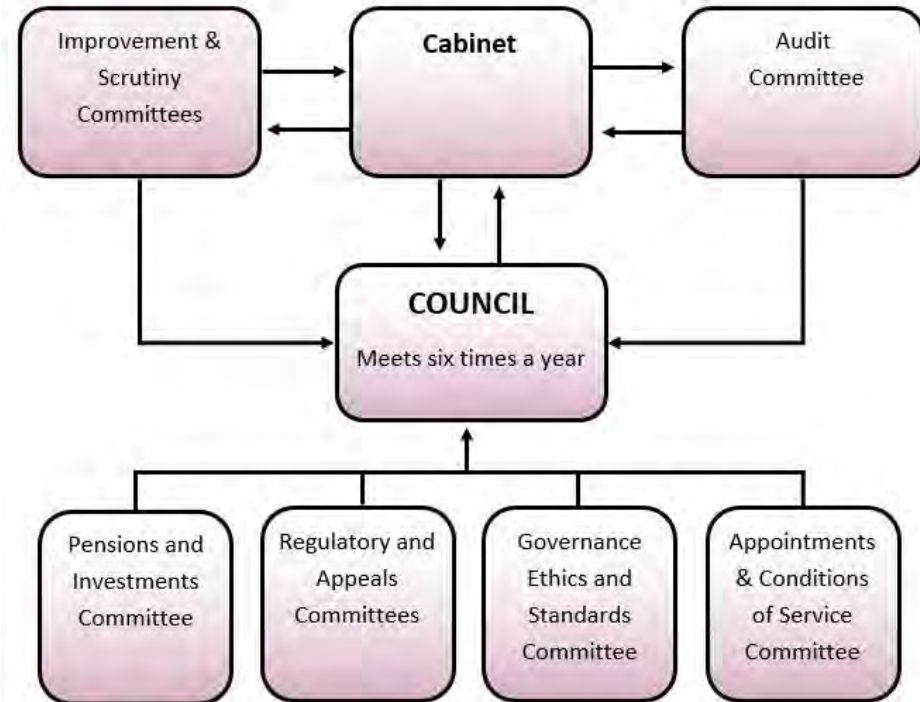 Improvement &
Scrutiny
Committees
Cabinet
Audit
Committee
COUNCIL
Meets six times a year
Pensions and
Investments
Committee
Regulatory and
Appeals
Committees
Governance
Ethics and
Standards
Committee
Appointments
& Conditions
of Service
Committee